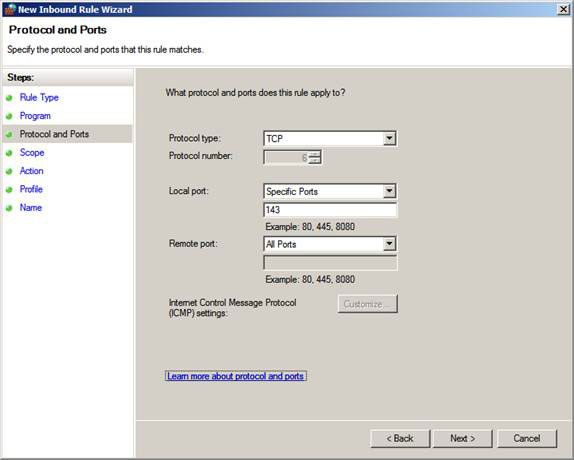 New Inbound Rule Wizard
Protocol and Ports
Specify the protocol and ports that this rule matches.
Steps:
Rule Type
Program
Protocol and Ports
Scope
Action
Profile
Name
What protocol and ports does this rule apply to?
Protocol type: TCP
Protocol number: 6
Local port: Specific Ports
143
Example: 80, 445, 8080
Remote port: All Ports
Example: 80, 445, 8080
Internet Control Message Protocol
(ICMP) settings: Customize...
Learn more about protocol and ports
< Back Next > Cancel